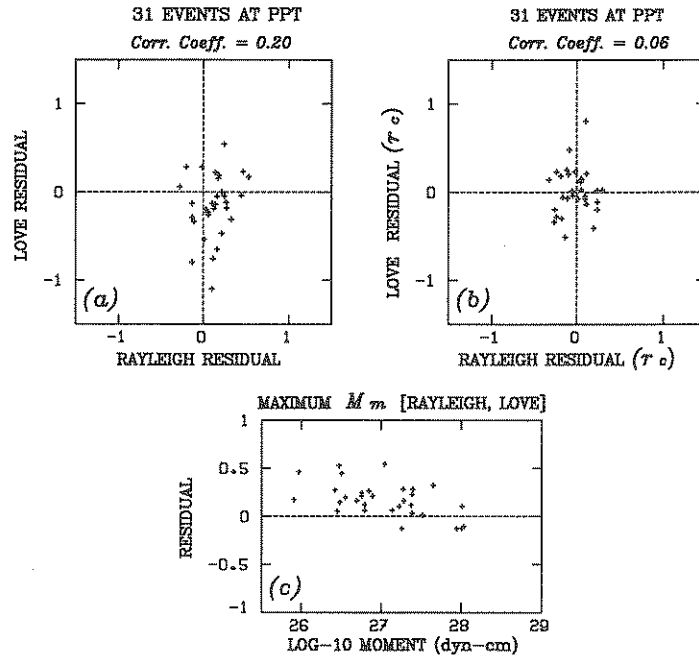 31 EVENTS AT PPT
Corr. Coeff. = 0.20
LOVE RESIDUAL
1
0
-1
(a)
-1
0
1
RAYLEIGH RESIDUAL
31 EVENTS AT PPT
Corr. Coeff. = 0.06
LOVE RESIDUAL (r c)
1
0
-1
(b)
-1
0
1
RAYLEIGH RESIDUAL (r c)
MAXIMUM M m [RAYLEIGH, LOVE]
RESIDUAL
1
0.5
0
-0.5
-1
(c)
26
27
28
29
LOG-10 MOMENT (dyn-cm)